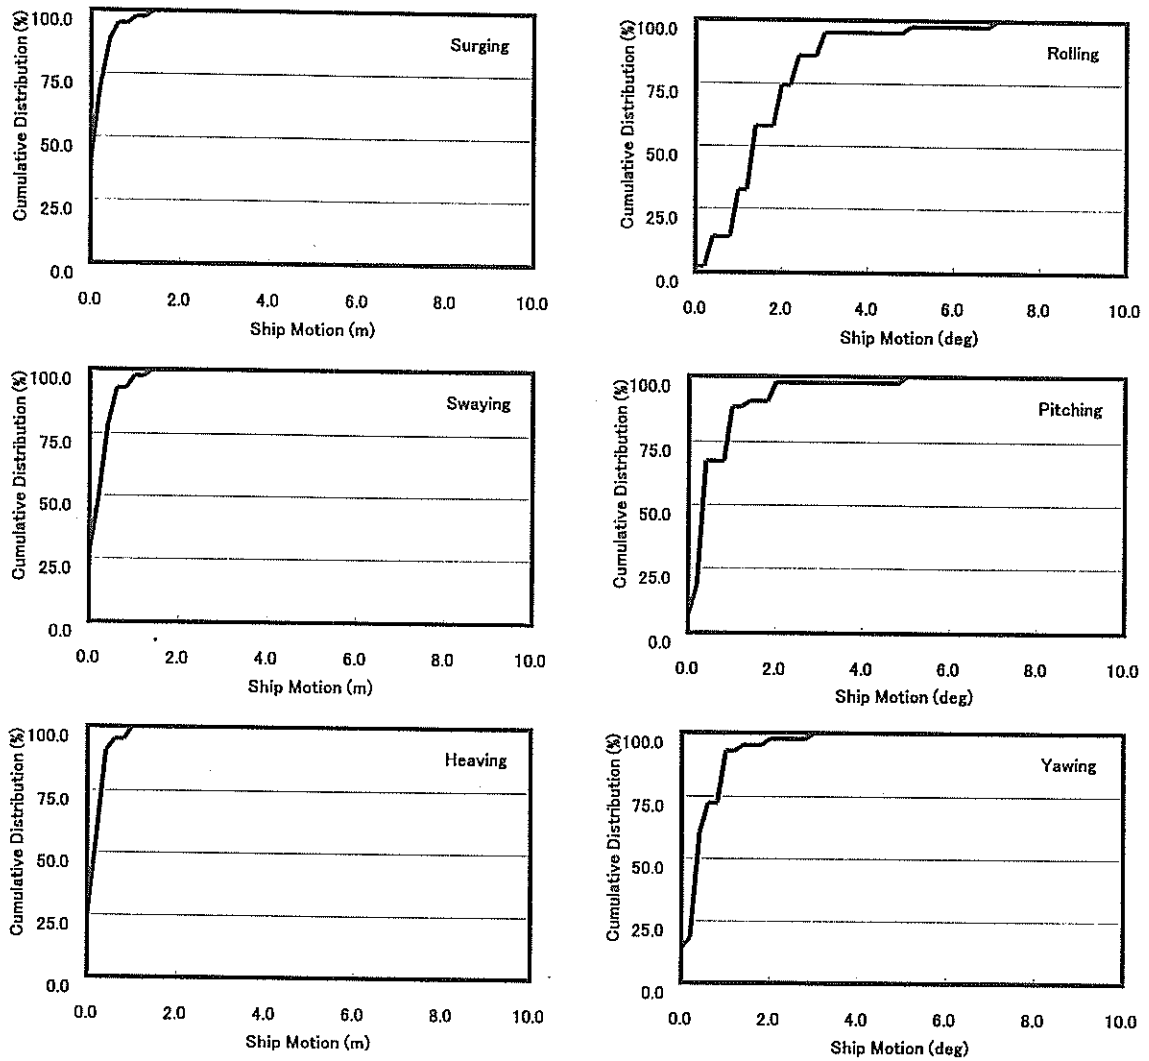 Cumulative Distribution (%)
100.0
75.0
50.0
25.0
0.0
Surging
0.0 2.0 4.0 6.0 8.0 10.0
Ship Motion (m)
Cumulative Distribution (%)
100.0
75.0
50.0
25.0
0.0
Rolling
0.0 2.0 4.0 6.0 8.0 10.0
Ship Motion (deg)
Cumulative Distribution (%)
100.0
75.0
50.0
25.0
0.0
Swaying
0.0 2.0 4.0 6.0 8.0 10.0
Ship Motion (m)
Cumulative Distribution (%)
100.0
75.0
50.0
25.0
0.0
Pitching
0.0 2.0 4.0 6.0 8.0 10.0
Ship Motion (deg)
Cumulative Distribution (%)
100.0
75.0
50.0
25.0
0.0
Heaving
0.0 2.0 4.0 6.0 8.0 10.0
Ship Motion (m)
Cumulative Distribution (%)
100.0
75.0
50.0
25.0
0.0
Yawing
0.0 2.0 4.0 6.0 8.0 10.0
Ship Motion (deg)